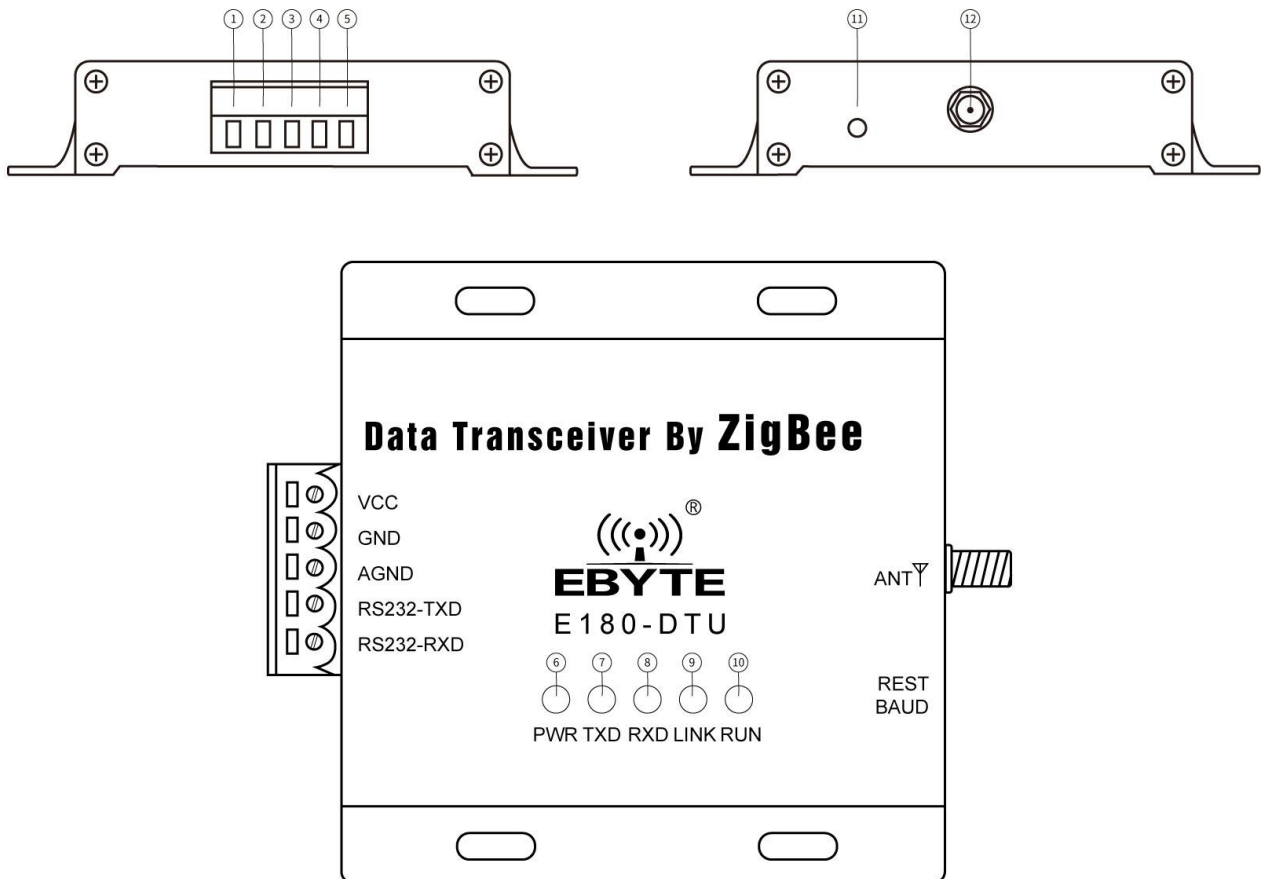 ① ② ③ ④ ⑤
⑪ ⑫
Data Transceiver By ZigBee
VCC
GND
AGND
RS232-TXD
RS232-RXD
®
EBYTE
E180-DTU
⑥ ⑦ ⑧ ⑨ ⑩
PWR TXD RXD LINK RUN
ANT
REST
BAUD